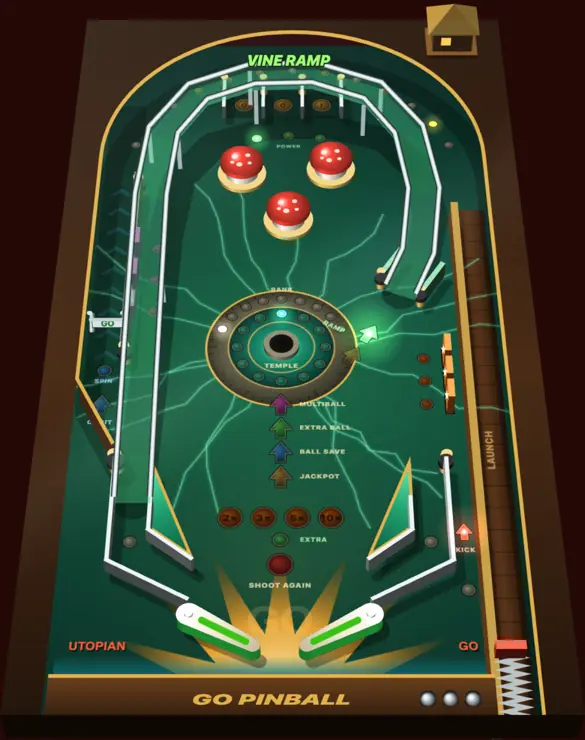 VINE RAMP
POWER
BANK
RAMP
GO
TEMPLE
SPIN
MULTIBALL
EXTRA BALL
BALL SAVE
JACKPOT
LAUNCH
2x 3x 5x 10x
EXTRA
KICK
SHOOT AGAIN
UTOPIAN
GO
GO PINBALL